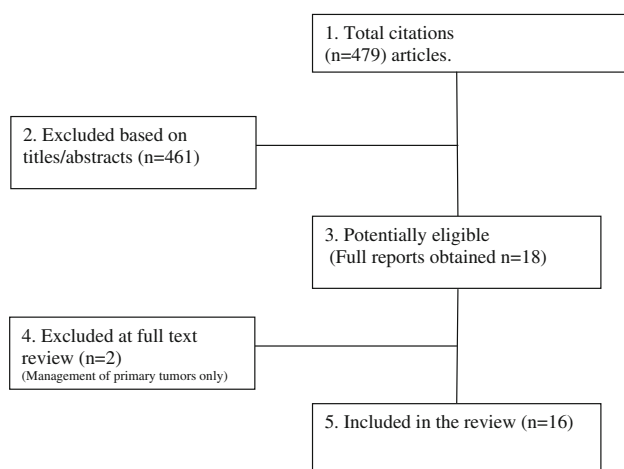 1. Total citations
(n=479) articles.
2. Excluded based on
titles/abstracts (n=461)
3. Potentially eligible
(Full reports obtained n=18)
4. Excluded at full text
review (n=2)
(Management of primary tumors only)
5. Included in the review (n=16)